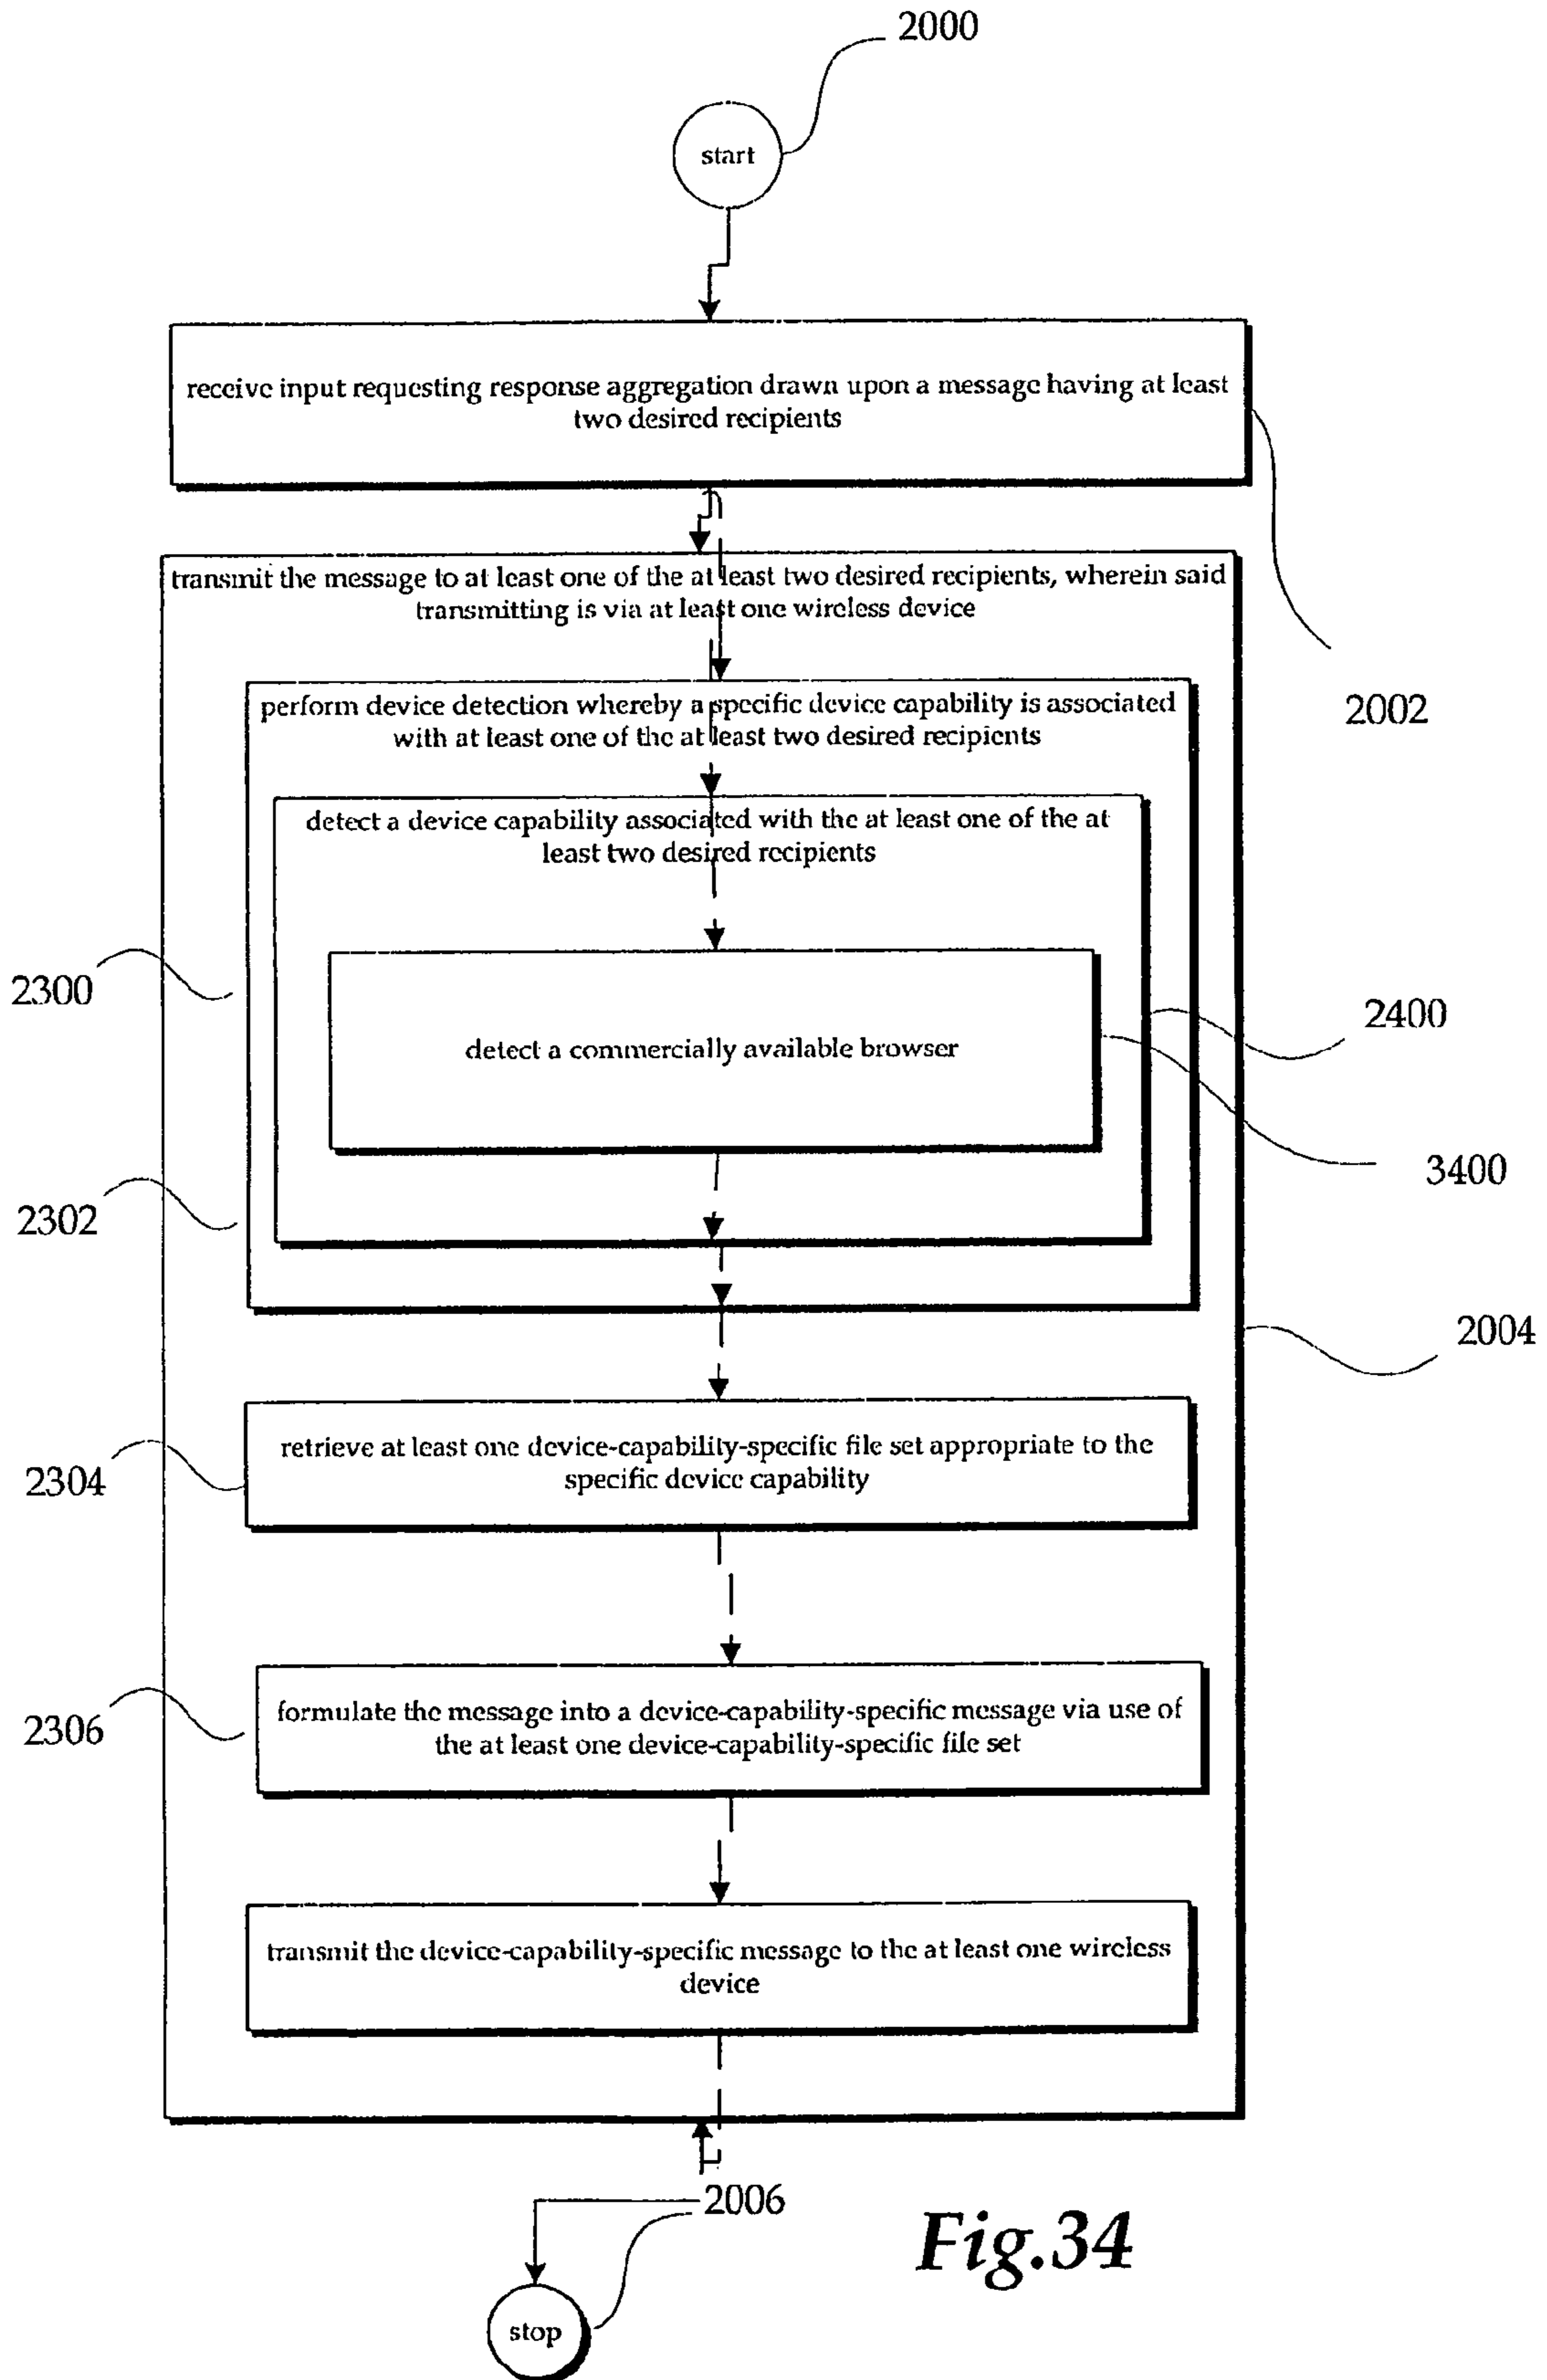 2000
start
receive input requesting response aggregation drawn upon a message having at least
two desired recipients
2002
transmit the message to at least one of the at least two desired recipients, wherein said
transmitting is via at least one wireless device
perform device detection whereby a specific device capability is associated
with at least one of the at least two desired recipients
detect a device capability associated with the at least one of the at
least two desired recipients
2300
2400
detect a commercially available browser
3400
2302
2004
retrieve at least one device-capability-specific file set appropriate to the
specific device capability
2304
formulate the message into a device-capability-specific message via use of
the at least one device-capability-specific file set
2306
transmit the device-capability-specific message to the at least one wireless
device
2006
Fig.34
stop